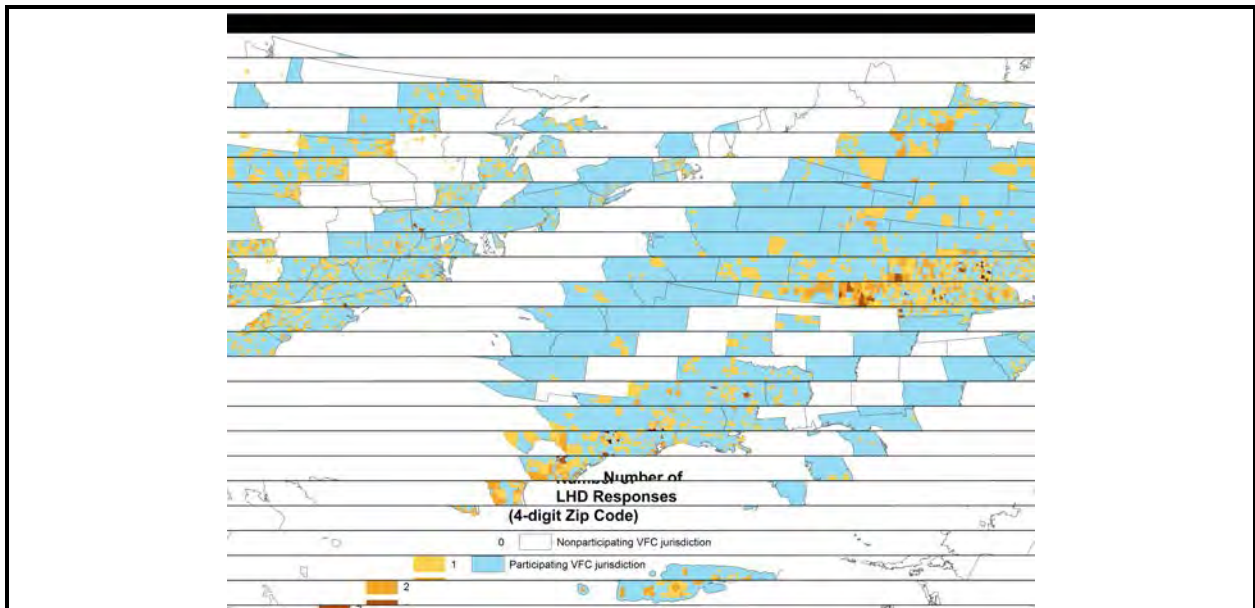 Number of
LHD Responses
(4-digit Zip Code)
0 Nonparticipating VFC jurisdiction
1 Participating VFC jurisdiction
2